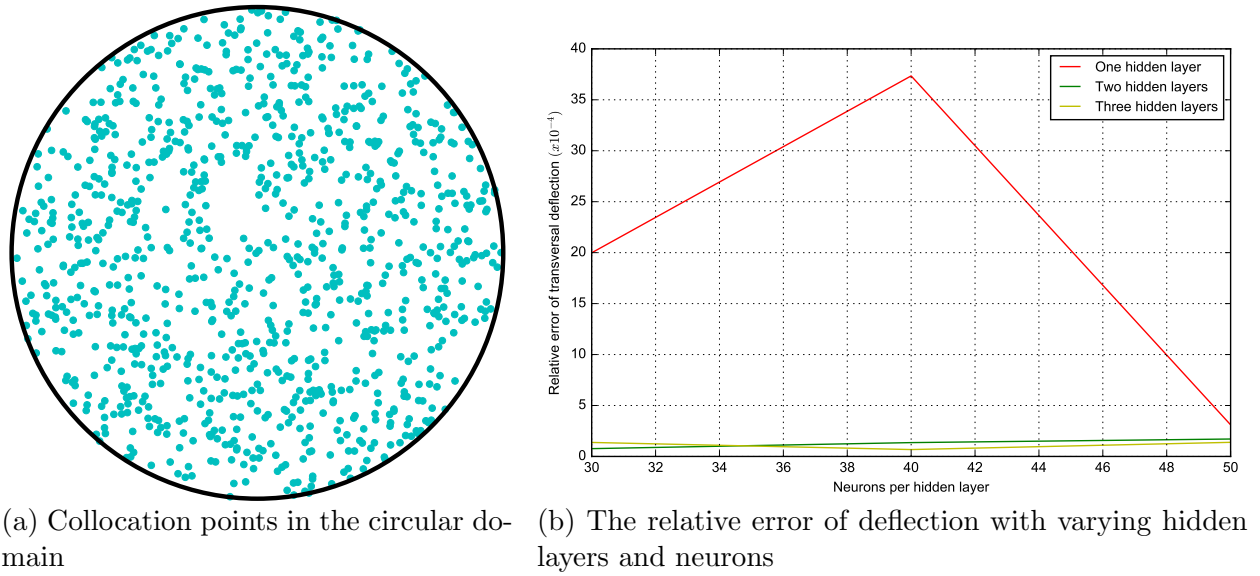 40
35
30
25
20
15
10
5
0
Relative error of transversal deflection (x10⁻⁴)
One hidden layer
Two hidden layers
Three hidden layers
30 32 34 36 38 40 42 44 46 48 50
Neurons per hidden layer
(a) Collocation points in the circular do-
main
(b) The relative error of deflection with varying hidden
layers and neurons